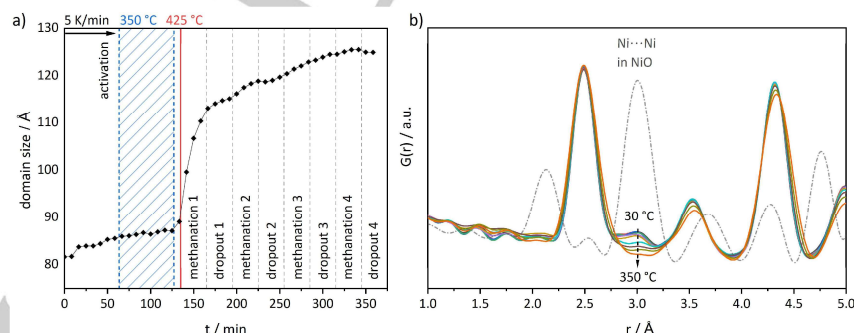 a)
5 K/min 350 °C 425 °C
130
120
110
100
90
80
domain size / Å
activation
methanation 1
dropout 1
methanation 2
dropout 2
methanation 3
dropout 3
methanation 4
dropout 4
0 50 100 150 200 250 300 350
t / min
b)
Ni···Ni
in NiO
G(r) / a.u.
30 °C
350 °C
1.0 1.5 2.0 2.5 3.0 3.5 4.0 4.5 5.0
r / Å